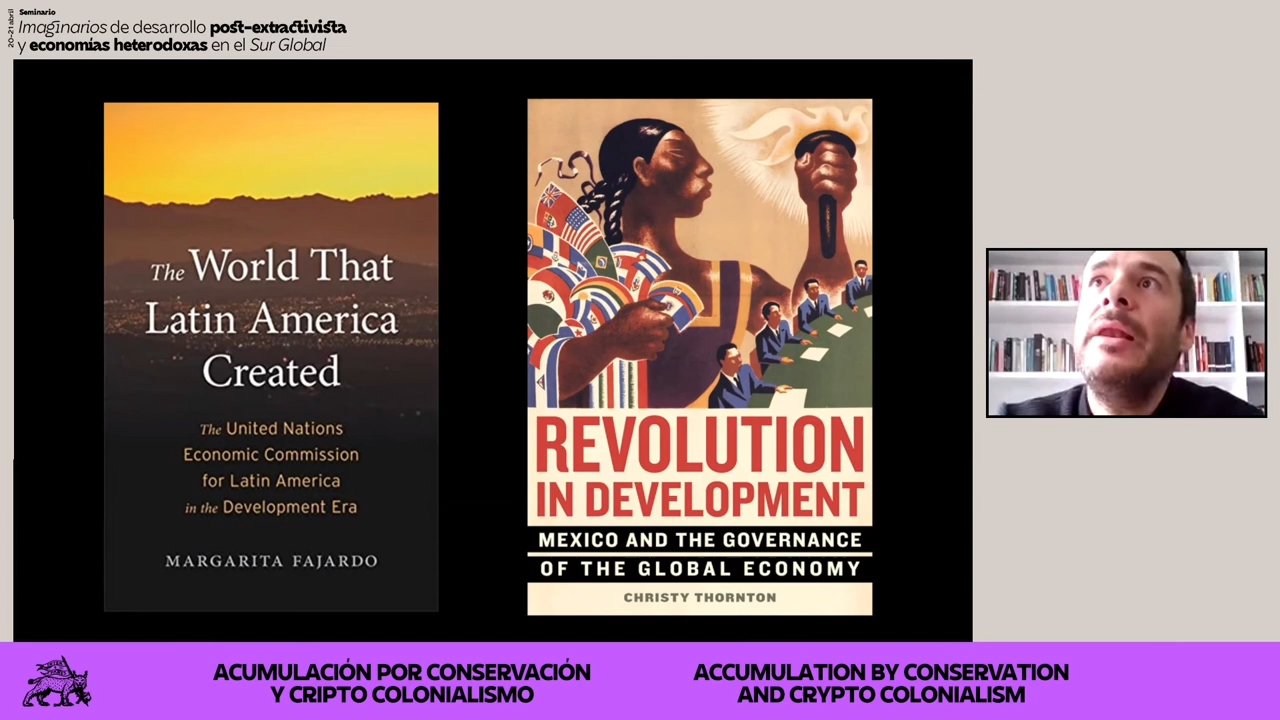 20-21 abril
Seminario
Imaginarios de desarrollo post-extractivista
y economías heterodoxas en el Sur Global
The World That
Latin America
Created
The United Nations
Economic Commission
for Latin America
in the Development Era
MARGARITA FAJARDO
REVOLUTION
IN DEVELOPMENT
MEXICO AND THE GOVERNANCE
OF THE GLOBAL ECONOMY
CHRISTY THORNTON
ACUMULACIÓN POR CONSERVACIÓN
Y CRIPTO COLONIALISMO
ACCUMULATION BY CONSERVATION
AND CRYPTO COLONIALISM